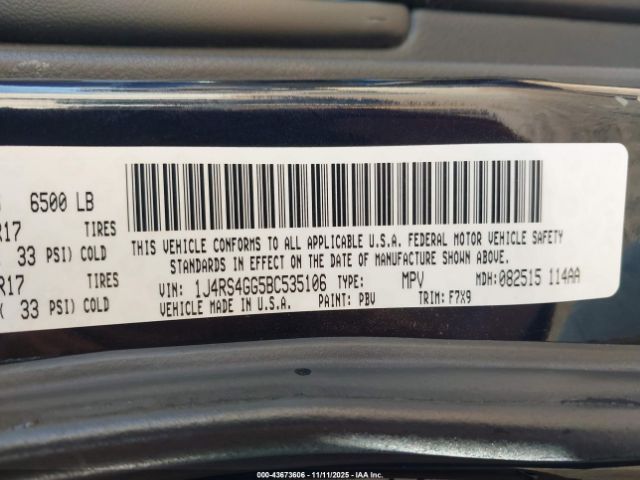 6500 LB
R17 TIRES
33 PSI) COLD
R17 TIRES
( 33 PSI) COLD
THIS VEHICLE CONFORMS TO ALL APPLICABLE U.S.A. FEDERAL MOTOR VEHICLE SAFETY
STANDARDS IN EFFECT ON THE DATE OF MANUFACTURE SHOWN ABOVE.
VIN: 1J4RS4GG5BC535106 TYPE: MPV MDH: 082515 114AA
VEHICLE MADE IN U.S.A. PAINT: PBV TRIM: F7X9
000-43673606 - 11/11/2025 - IAA Inc.